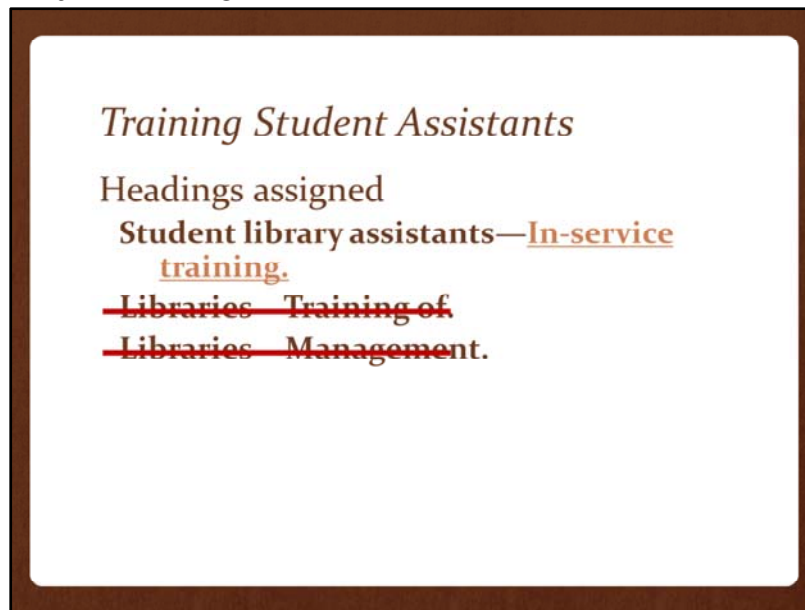 Training Student Assistants
Headings assigned
Student library assistants—In-service
training.
Libraries—Training of.
Libraries—Management.